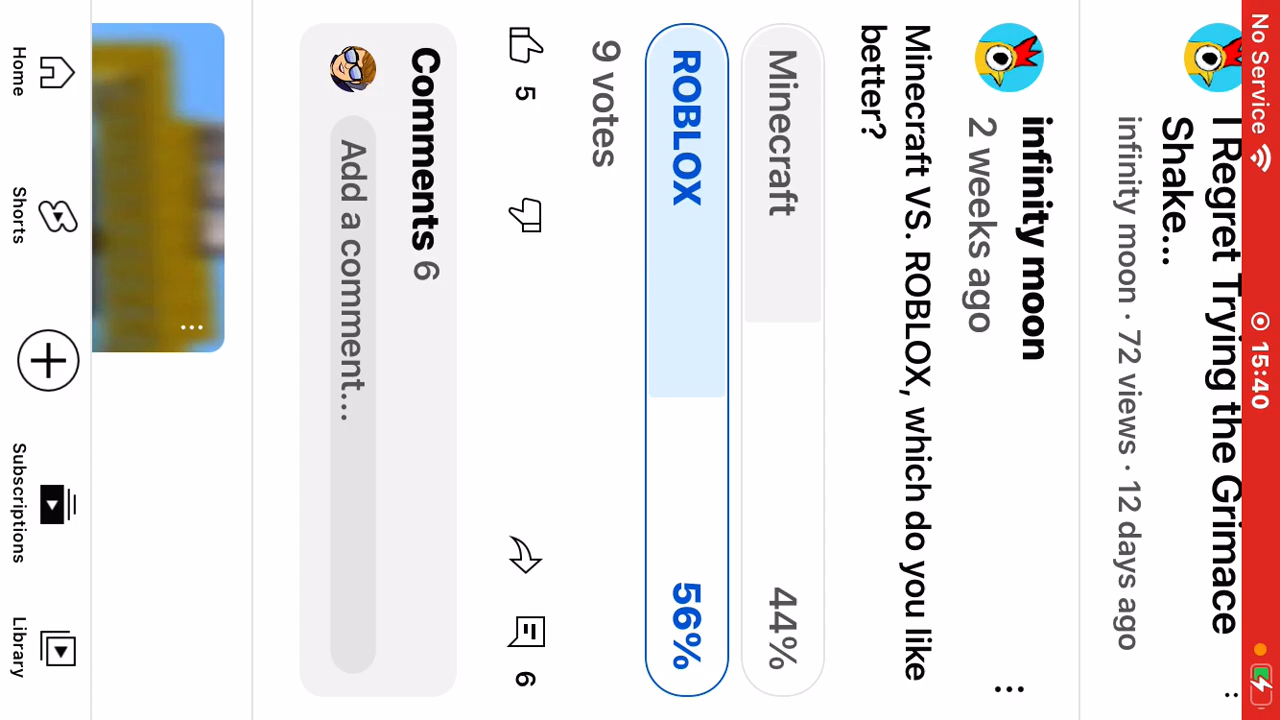 No Service 15:40
I Regret Trying the Grimace
Shake...
infinity moon · 72 views · 12 days ago
infinity moon
2 weeks ago
Minecraft VS. ROBLOX, which do you like
better?
Minecraft 44%
ROBLOX 56%
9 votes
5 6
Comments 6
Add a comment...
Home Shorts Subscriptions Library